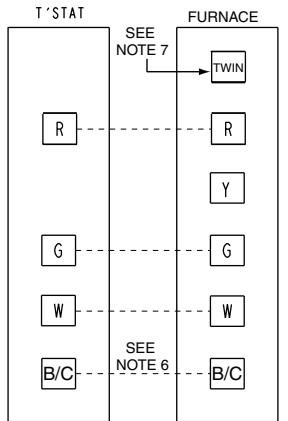 T'STAT
FURNACE
SEE
NOTE 7
TWIN
R
R
Y
G
G
W
W
SEE
NOTE 6
B/C
B/C